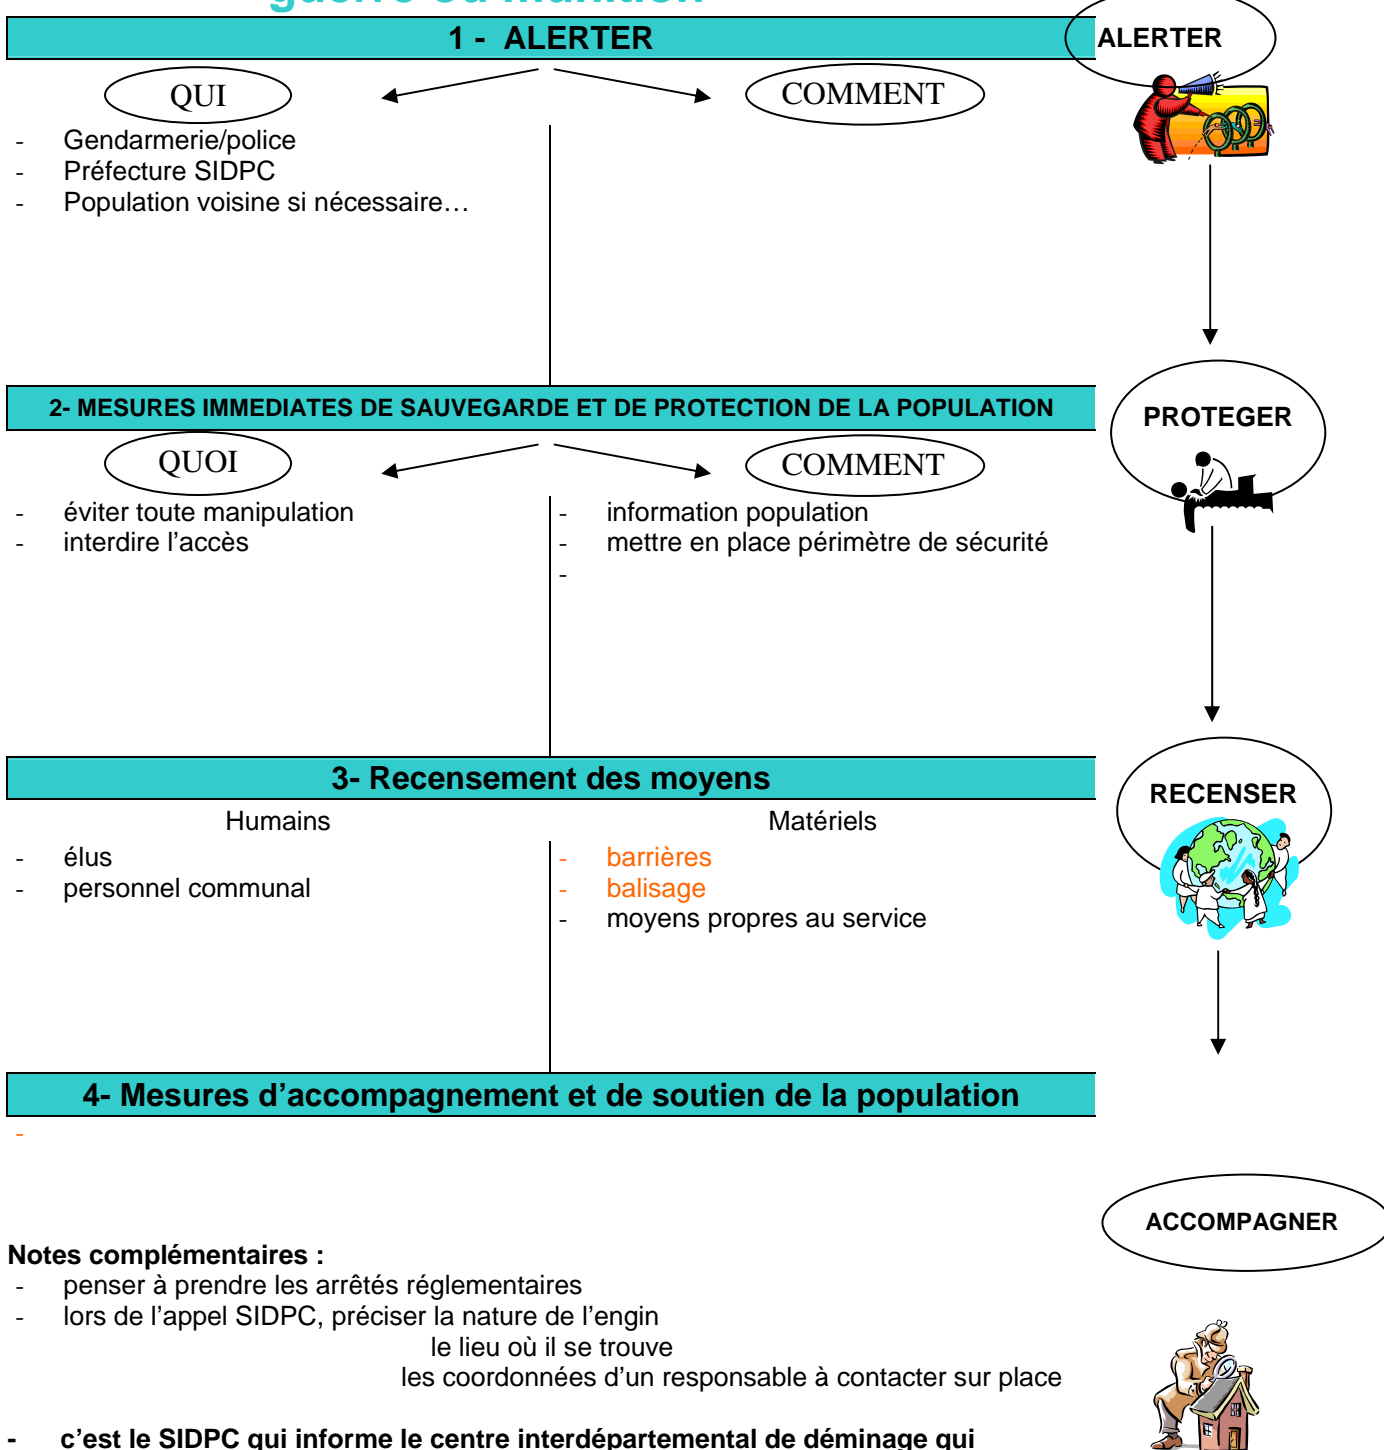 guerre ou munition
1 - ALERTER
ALERTER
QUI
COMMENT
- Gendarmerie/police
- Préfecture SIDPC
- Population voisine si nécessaire…
2- MESURES IMMEDIATES DE SAUVEGARDE ET DE PROTECTION DE LA POPULATION
PROTEGER
QUOI
COMMENT
- éviter toute manipulation
- interdire l’accès
- information population
- mettre en place périmètre de sécurité
-
3- Recensement des moyens
RECENSER
Humains
Matériels
- élus
- personnel communal
- barrières
- balisage
- moyens propres au service
4- Mesures d’accompagnement et de soutien de la population
-
ACCOMPAGNER
Notes complémentaires :
- penser à prendre les arrêtés réglementaires
- lors de l’appel SIDPC, préciser la nature de l’engin
le lieu où il se trouve
les coordonnées d’un responsable à contacter sur place
- c’est le SIDPC qui informe le centre interdépartemental de déminage qui